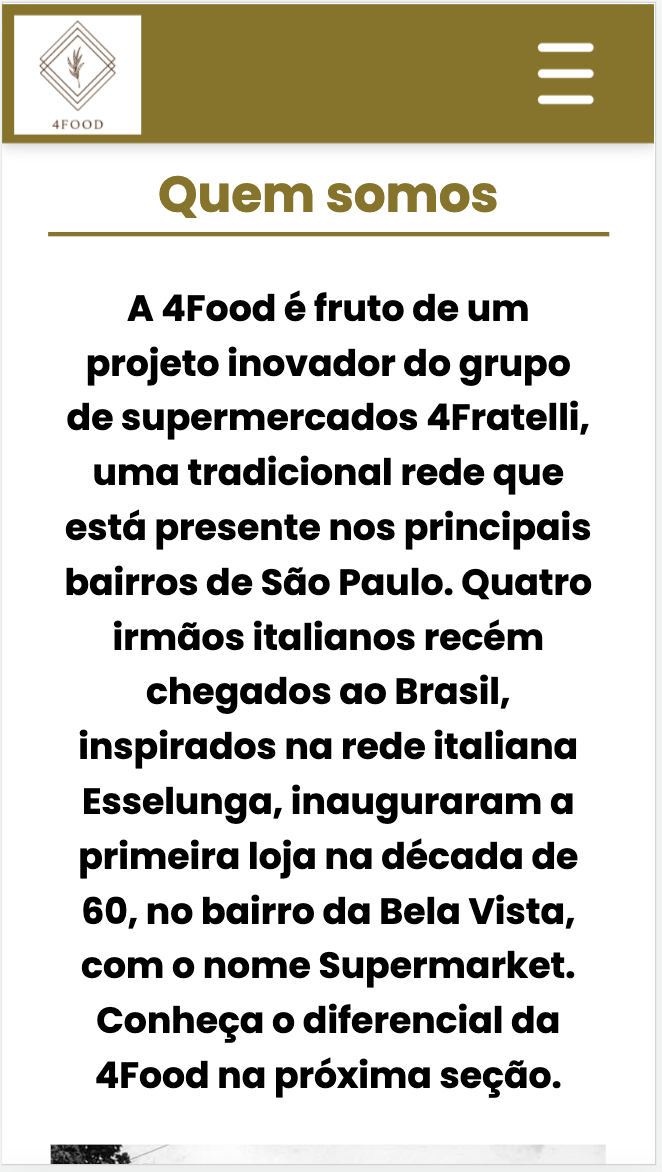 4FOOD
Quem somos
A 4Food é fruto de um
projeto inovador do grupo
de supermercados 4Fratelli,
uma tradicional rede que
está presente nos principais
bairros de São Paulo. Quatro
irmãos italianos recém
chegados ao Brasil,
inspirados na rede italiana
Esselunga, inauguraram a
primeira loja na década de
60, no bairro da Bela Vista,
com o nome Supermarket.
Conheça o diferencial da
4Food na próxima seção.